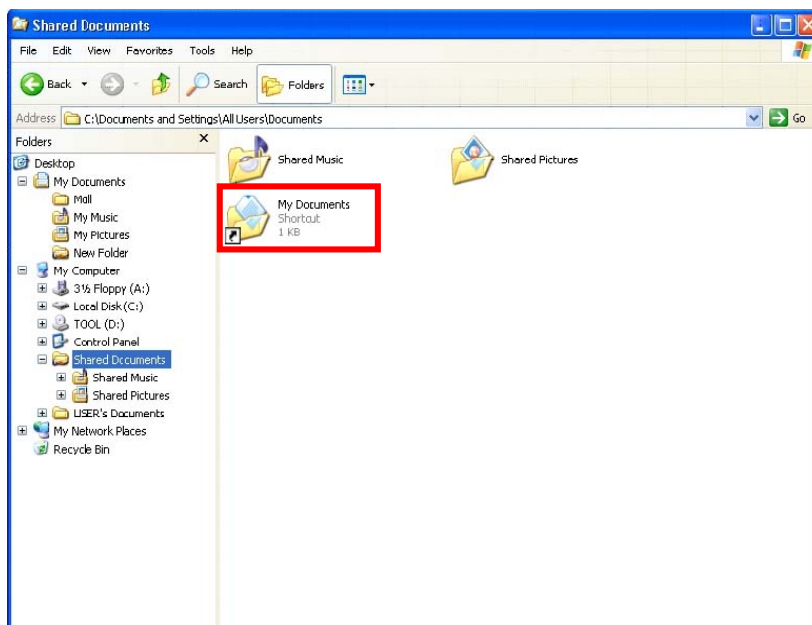 Shared Documents
File Edit View Favorites Tools Help
Back Search Folders
Address C:\Documents and Settings\All Users\Documents Go
Folders
Desktop
My Documents
Mall
My Music
My Pictures
New Folder
My Computer
3½ Floppy (A:)
Local Disk (C:)
TOOL (D:)
Control Panel
Shared Documents
Shared Music
Shared Pictures
USER's Documents
My Network Places
Recycle Bin
Shared Music
Shared Pictures
My Documents
Shortcut
1 KB